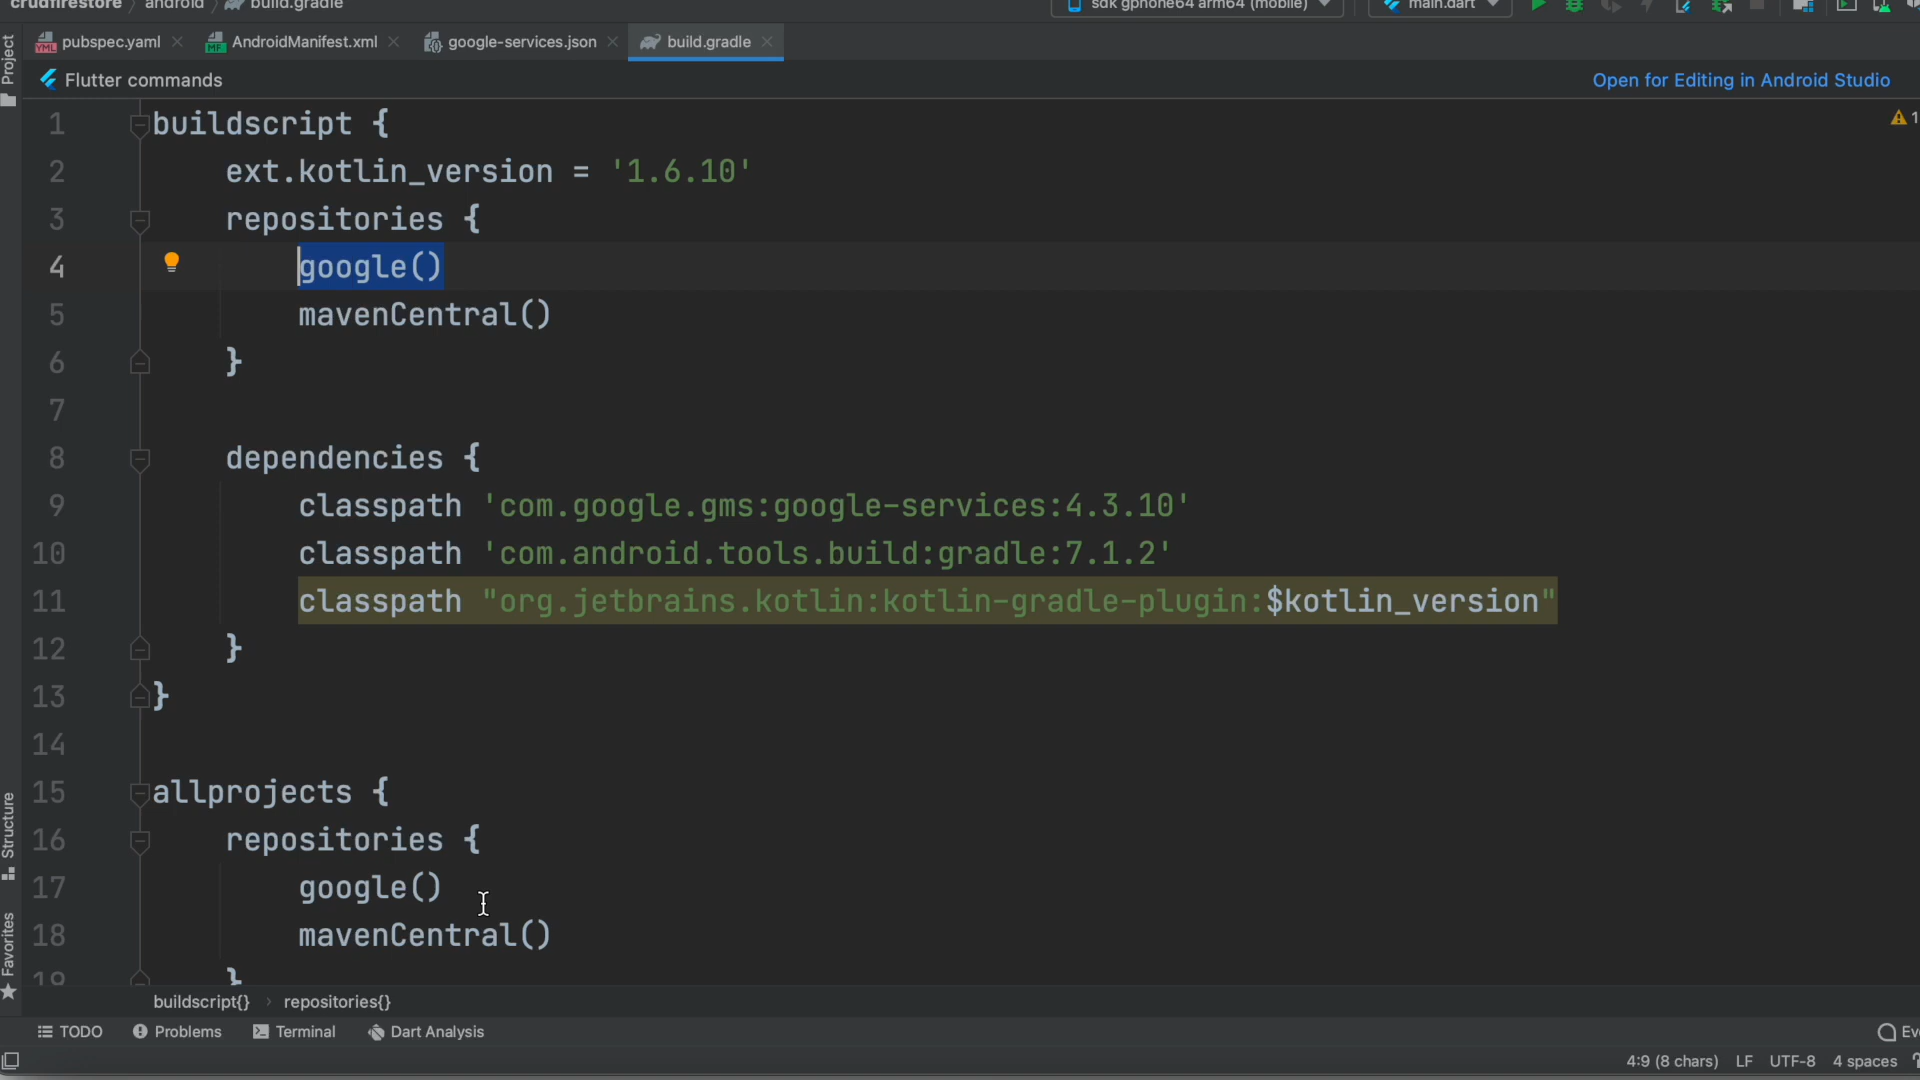 crudfirestore android build.gradle
sdk gphone64 arm64 (mobile) main.dart
Project
pubspec.yaml AndroidManifest.xml google-services.json build.gradle
Flutter commands Open for Editing in Android Studio
1 buildscript { 1
2 ext.kotlin_version = '1.6.10'
3 repositories {
4 google()
5 mavenCentral()
6 }
7
8 dependencies {
9 classpath 'com.google.gms:google-services:4.3.10'
10 classpath 'com.android.tools.build:gradle:7.1.2'
11 classpath "org.jetbrains.kotlin:kotlin-gradle-plugin:$kotlin_version"
12 }
13 }
14
15 allprojects {
16 repositories {
17 google()
18 mavenCentral()
19 }
Structure
Favorites
buildscript{} › repositories{}
TODO Problems Terminal Dart Analysis
4:9 (8 chars) LF UTF-8 4 spaces